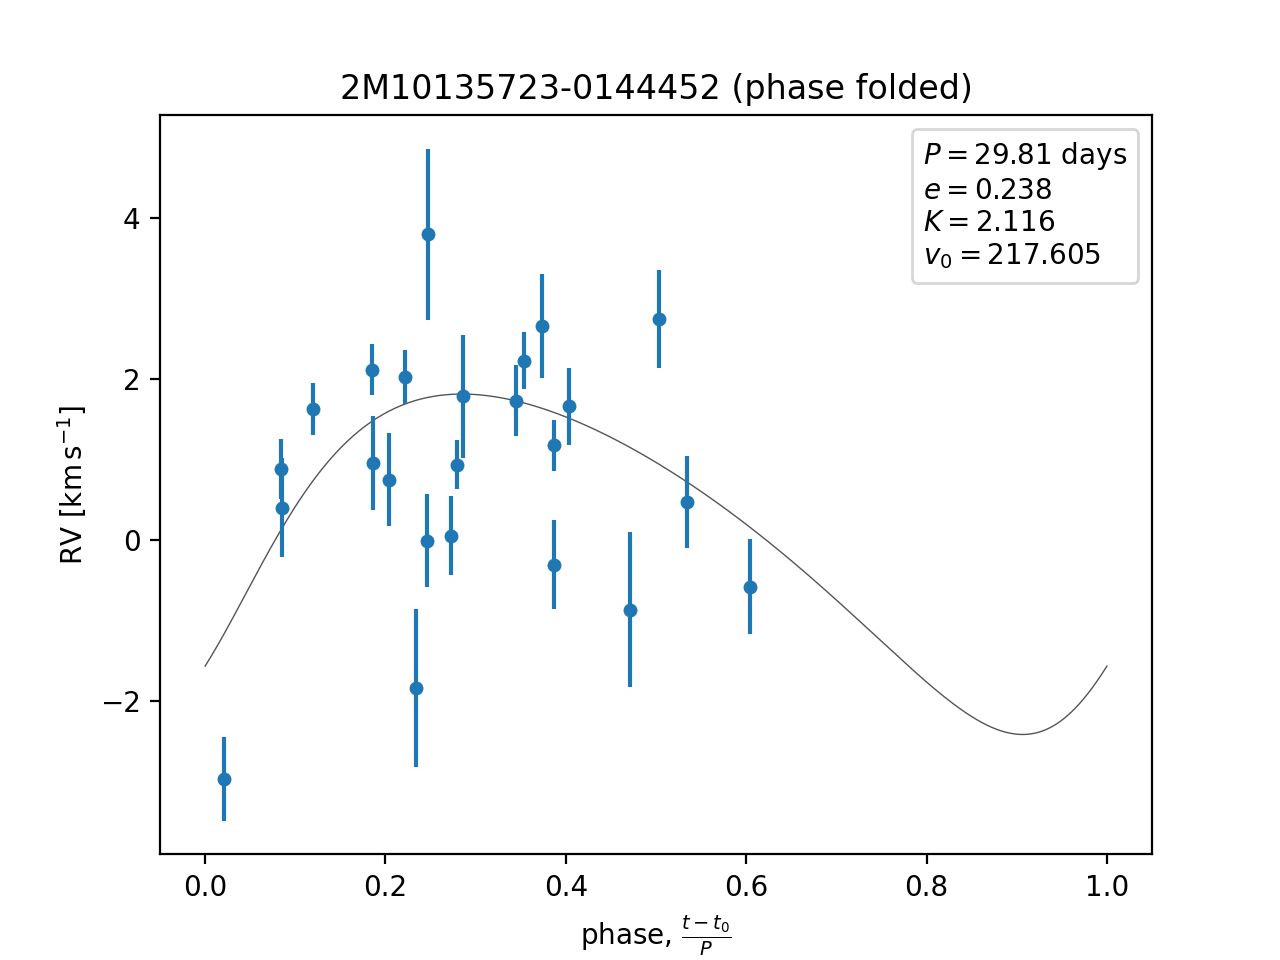 2M10135723-0144452 (phase folded)
P = 29.81 days
e = 0.238
K = 2.116
v₀ = 217.605
RV [km s⁻¹]
4
2
0
−2
0.0 0.2 0.4 0.6 0.8 1.0
phase, (t − t₀)/P